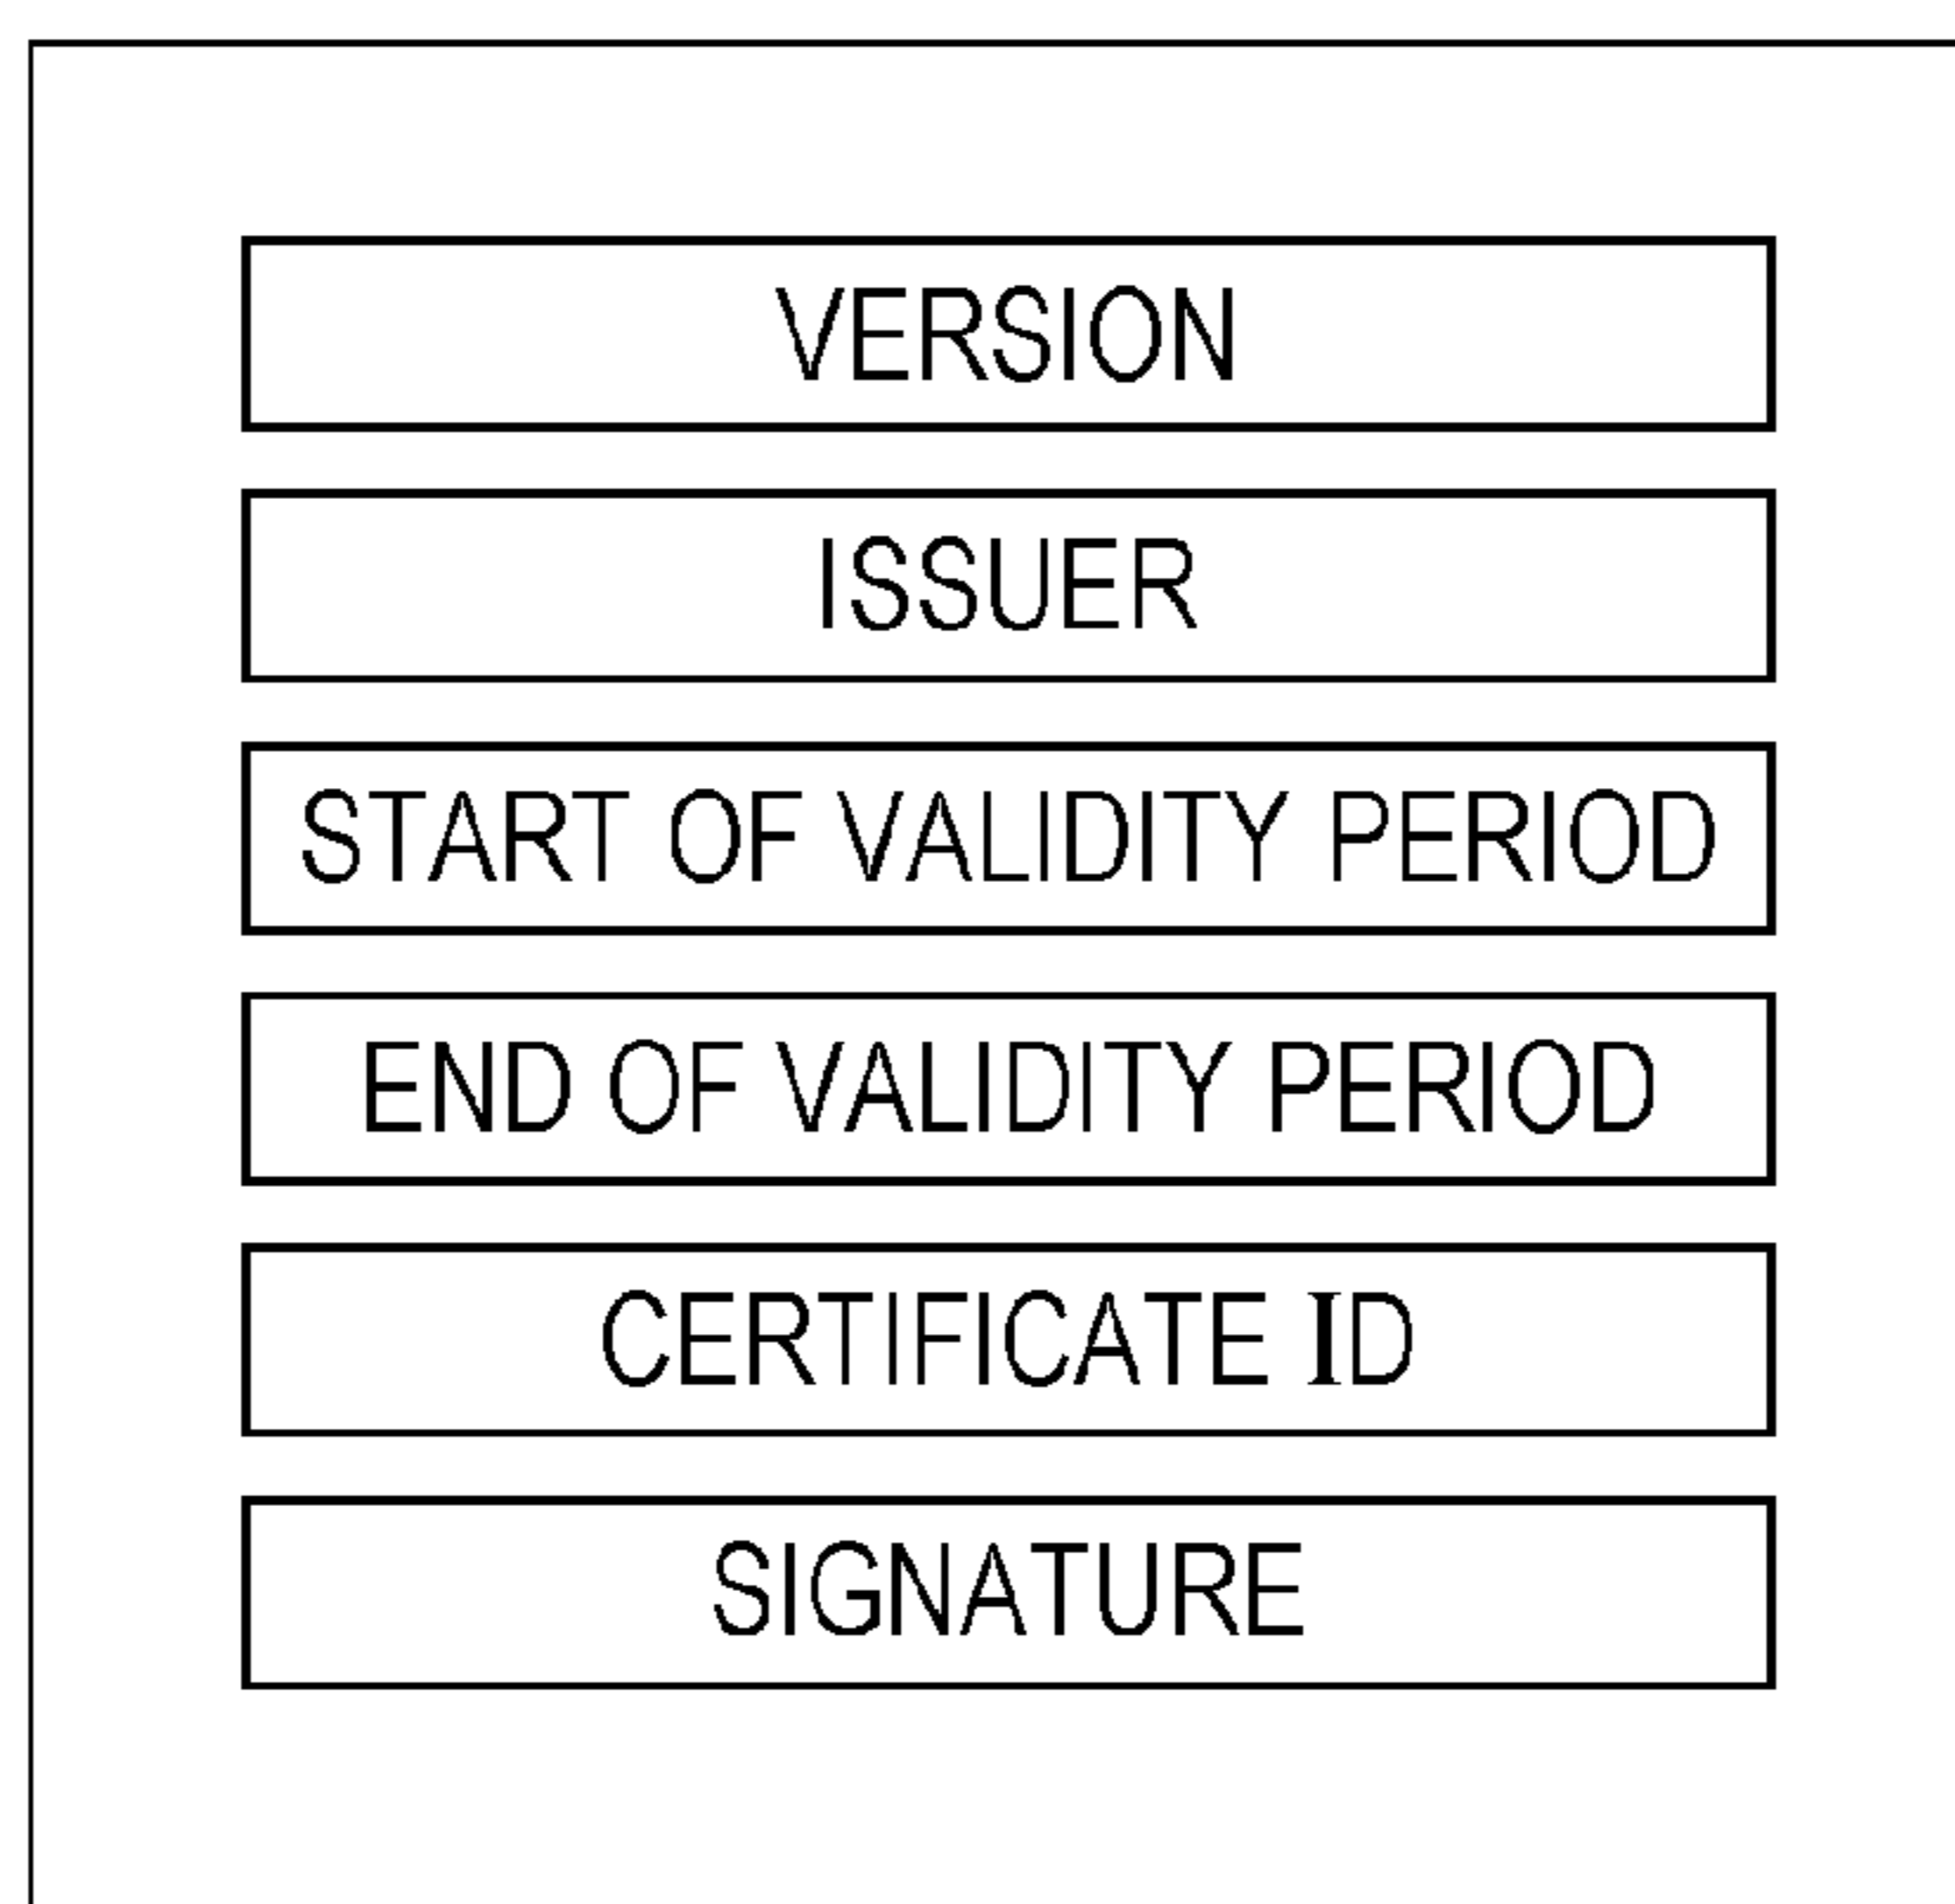 VERSION
ISSUER
START OF VALIDITY PERIOD
END OF VALIDITY PERIOD
CERTIFICATE ID
SIGNATURE